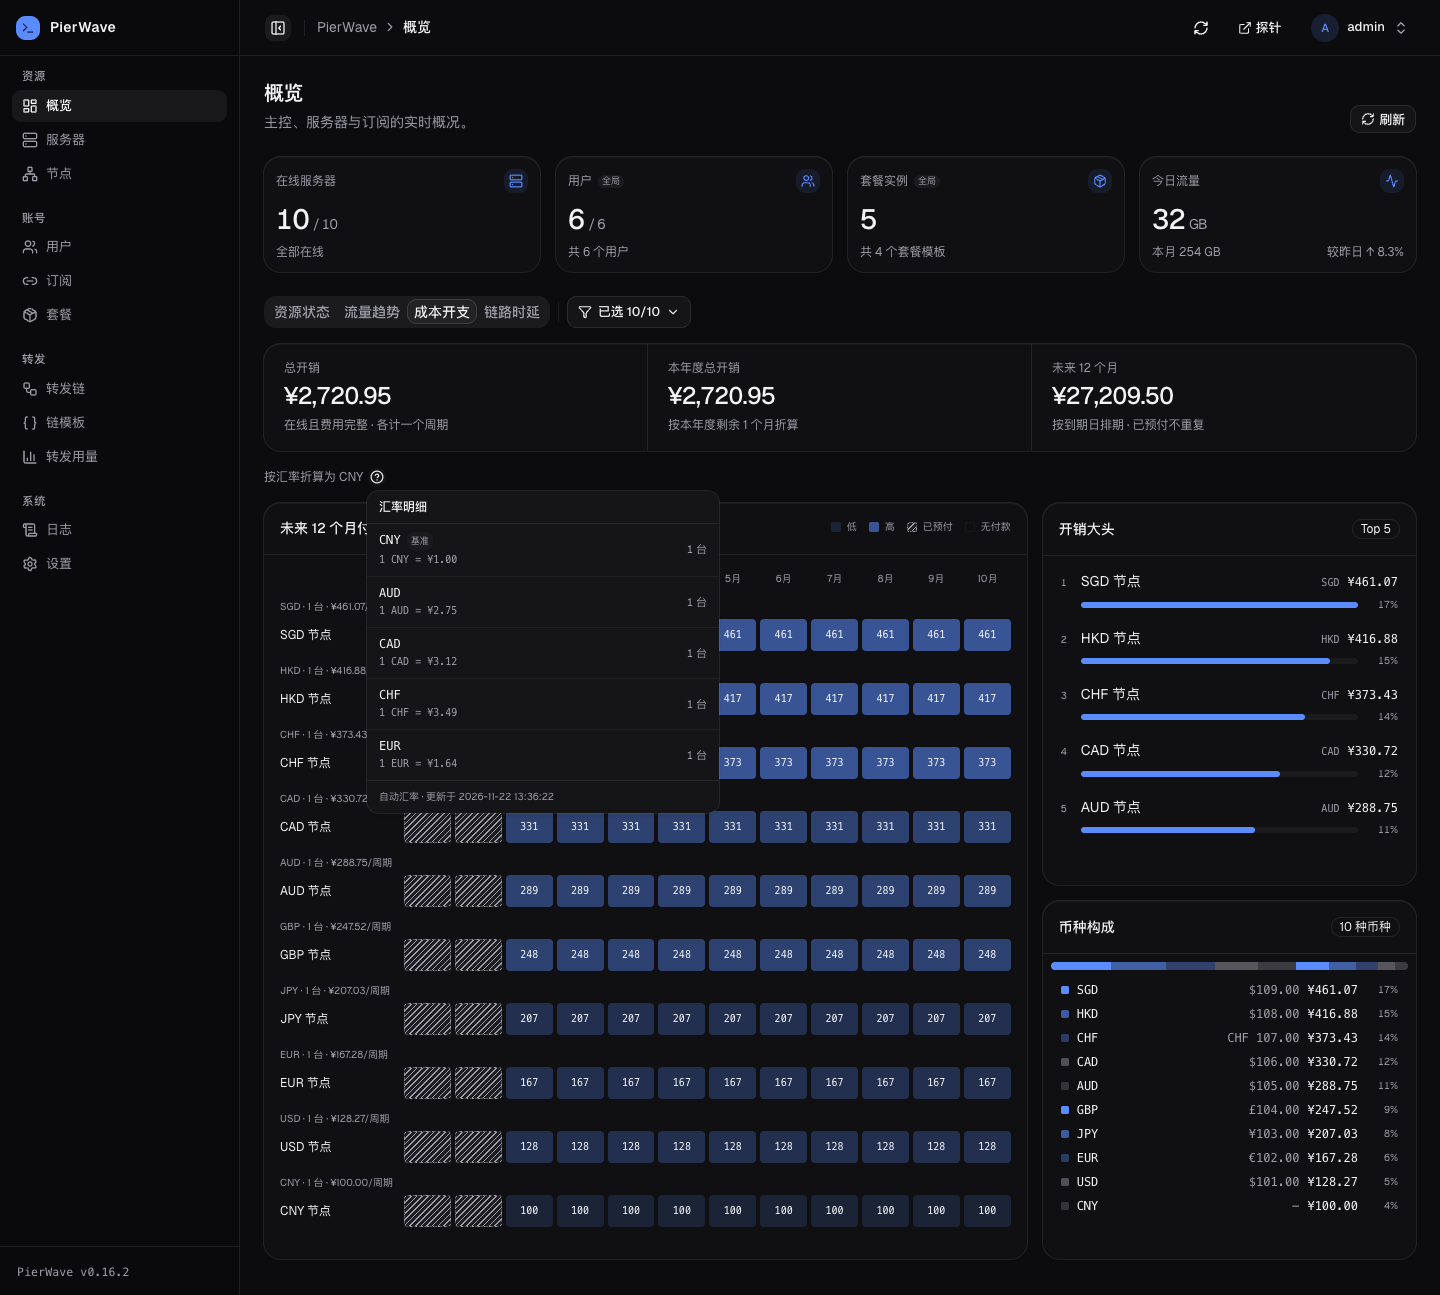 PierWave
PierWave > 概览
探针
A admin
资源
概览
服务器
节点
账号
用户
订阅
套餐
转发
转发链
链模板
转发用量
系统
日志
设置
PierWave v0.16.2
概览
主控、服务器与订阅的实时概况。
刷新
在线服务器
10 / 10
全部在线
用户 全局
6 / 6
共 6 个用户
套餐实例 全局
5
共 4 个套餐模板
今日流量
32 GB
本月 254 GB 较昨日 ↑ 8.3%
资源状态 流量趋势 成本开支 链路时延 已选 10/10
总开销
¥2,720.95
在线且费用完整 · 各计一个周期
本年度总开销
¥2,720.95
按本年度剩余 1 个月折算
未来 12 个月
¥27,209.50
按到期日排期 · 已预付不重复
按汇率折算为 CNY
汇率明细
CNY 基准
1 CNY = ¥1.00
1 台
AUD
1 AUD = ¥2.75
1 台
CAD
1 CAD = ¥3.12
1 台
CHF
1 CHF = ¥3.49
1 台
EUR
1 EUR = ¥1.64
1 台
自动汇率 · 更新于 2026-11-22 13:36:22
未来 12 个月付
低 高 已预付 无付款
5月 6月 7月 8月 9月 10月
SGD · 1 台 · ¥461.07/
SGD 节点 461 461 461 461 461 461
HKD · 1 台 · ¥416.88
HKD 节点 417 417 417 417 417 417
CHF · 1 台 · ¥373.43
CHF 节点 373 373 373 373 373 373
CAD · 1 台 · ¥330.72
CAD 节点 331 331 331 331 331 331 331 331 331 331
AUD · 1 台 · ¥288.75/周期
AUD 节点 289 289 289 289 289 289 289 289 289 289
GBP · 1 台 · ¥247.52/周期
GBP 节点 248 248 248 248 248 248 248 248 248 248
JPY · 1 台 · ¥207.03/周期
JPY 节点 207 207 207 207 207 207 207 207 207 207
EUR · 1 台 · ¥167.28/周期
EUR 节点 167 167 167 167 167 167 167 167 167 167
USD · 1 台 · ¥128.27/周期
USD 节点 128 128 128 128 128 128 128 128 128 128
CNY · 1 台 · ¥100.00/周期
CNY 节点 100 100 100 100 100 100 100 100 100 100
开销大头 Top 5
1 SGD 节点 SGD ¥461.07
17%
2 HKD 节点 HKD ¥416.88
15%
3 CHF 节点 CHF ¥373.43
14%
4 CAD 节点 CAD ¥330.72
12%
5 AUD 节点 AUD ¥288.75
11%
币种构成 10 种币种
SGD $109.00 ¥461.07 17%
HKD $108.00 ¥416.88 15%
CHF CHF 107.00 ¥373.43 14%
CAD $106.00 ¥330.72 12%
AUD $105.00 ¥288.75 11%
GBP £104.00 ¥247.52 9%
JPY ¥103.00 ¥207.03 8%
EUR €102.00 ¥167.28 6%
USD $101.00 ¥128.27 5%
CNY — ¥100.00 4%